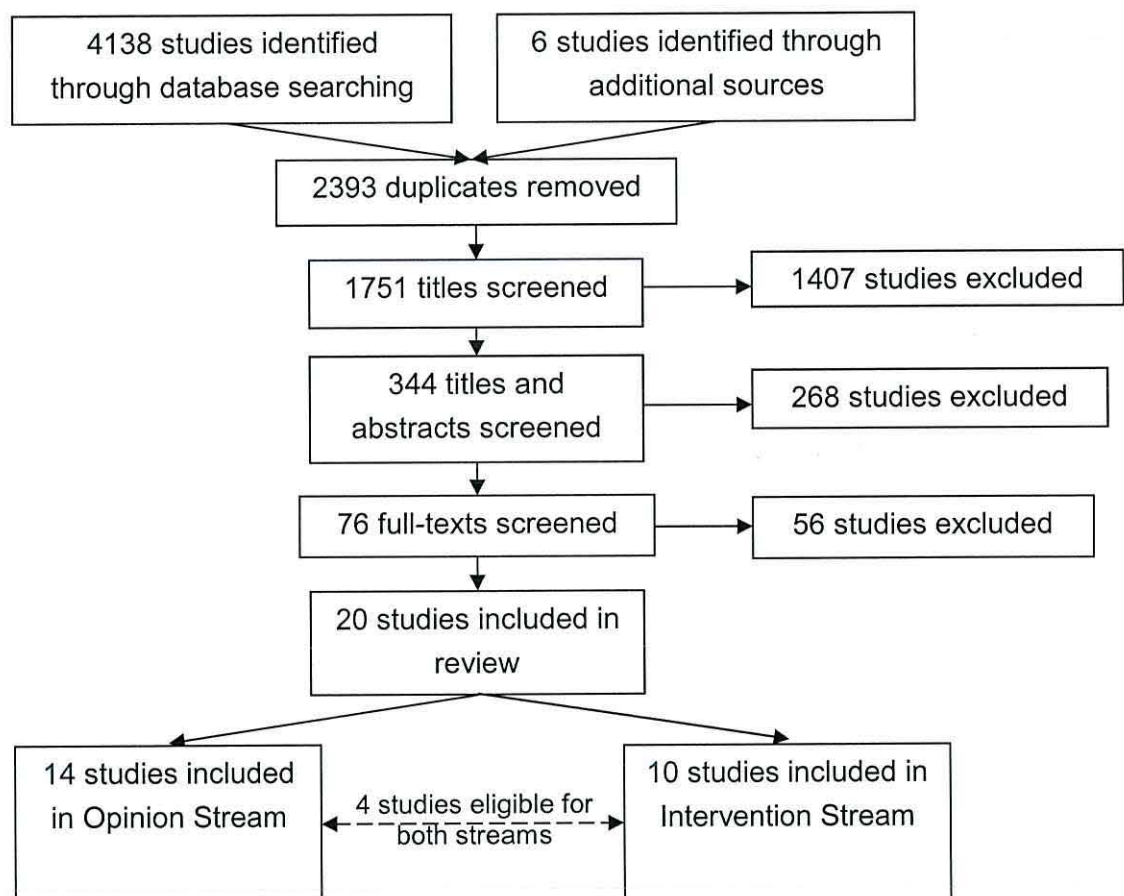 4138 studies identified
through database searching
6 studies identified through
additional sources
2393 duplicates removed
1751 titles screened
1407 studies excluded
344 titles and
abstracts screened
268 studies excluded
76 full-texts screened
56 studies excluded
20 studies included in
review
14 studies included
in Opinion Stream
4 studies eligible for
both streams
10 studies included in
Intervention Stream